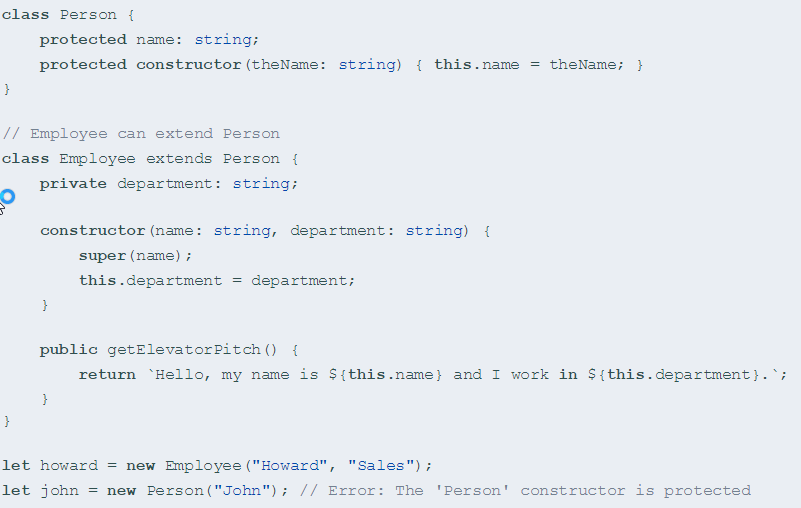 class Person {
    protected name: string;
    protected constructor(theName: string) { this.name = theName; }
}

// Employee can extend Person
class Employee extends Person {
    private department: string;

    constructor(name: string, department: string) {
        super(name);
        this.department = department;
    }

    public getElevatorPitch() {
        return `Hello, my name is ${this.name} and I work in ${this.department}.`;
    }
}

let howard = new Employee("Howard", "Sales");
let john = new Person("John"); // Error: The 'Person' constructor is protected